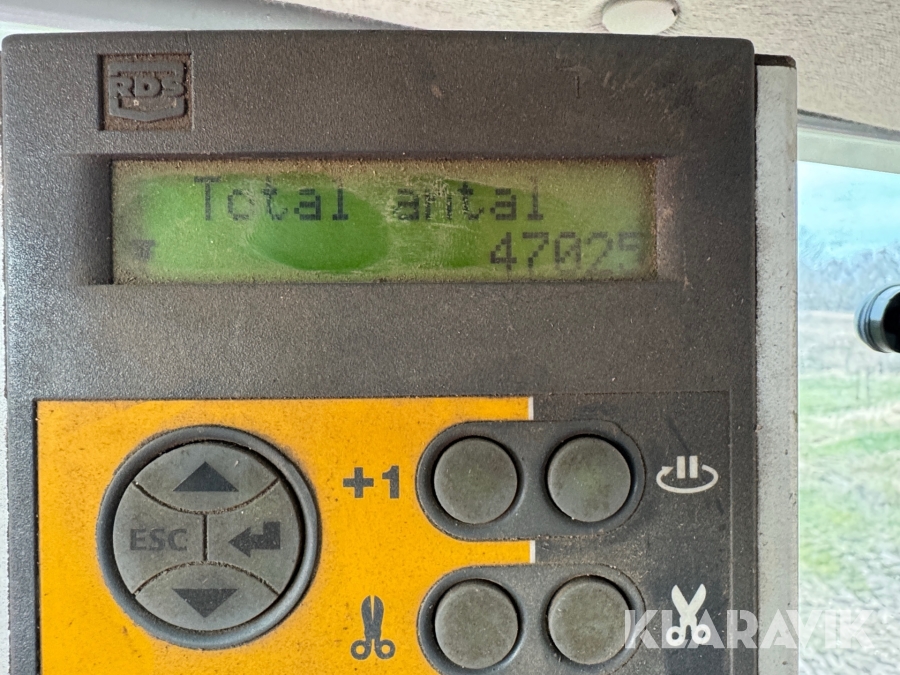 RDS
Total antal
47025
+1
ESC
KLARAVIK